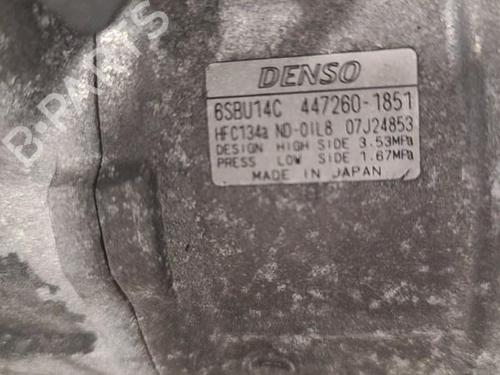 B-PARTS
DENSO
6SBU14C 447260-1851
HFC134a ND-OIL8 07J24853
DESIGN HIGH SIDE 3.53MPa
PRESS LOW SIDE 1.67MPa
MADE IN JAPAN